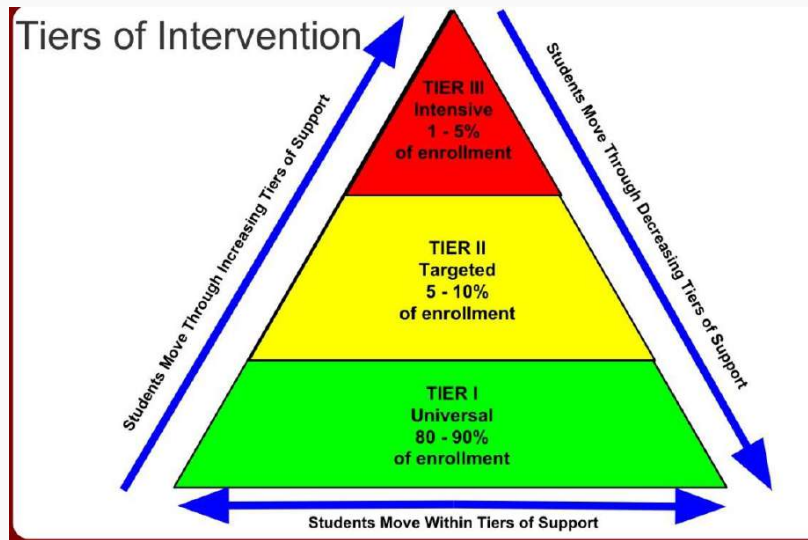 Tiers of Intervention
Students Move Through Increasing Tiers of Support
TIER III
Intensive
1 - 5%
of enrollment
Students Move Through Decreasing Tiers of Support
TIER II
Targeted
5 - 10%
of enrollment
TIER I
Universal
80 - 90%
of enrollment
Students Move Within Tiers of Support